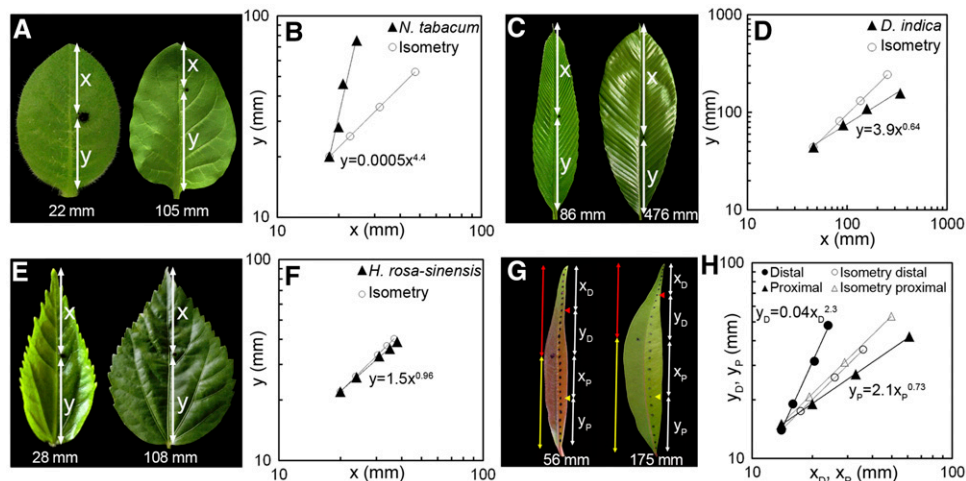 A
x
y
22 mm
x
y
105 mm
B
▲ N. tabacum
○ Isometry
y=0.0005x^4.4
y (mm)
100
10
10
100
x (mm)
C
x
y
86 mm
x
y
476 mm
D
▲ D. indica
○ Isometry
y=3.9x^0.64
y (mm)
1000
100
10
10
100
1000
x (mm)
E
x
y
28 mm
x
y
108 mm
F
▲ H. rosa-sinensis
○ Isometry
y=1.5x^0.96
y (mm)
100
10
10
100
x (mm)
G
x_D
y_D
x_P
y_P
56 mm
x_D
y_D
x_P
y_P
175 mm
H
● Distal
○ Isometry distal
▲ Proximal
△ Isometry proximal
y_D=0.04x_D^2.3
y_P=2.1x_P^0.73
y_D, y_P (mm)
100
10
10
100
x_D, x_P (mm)